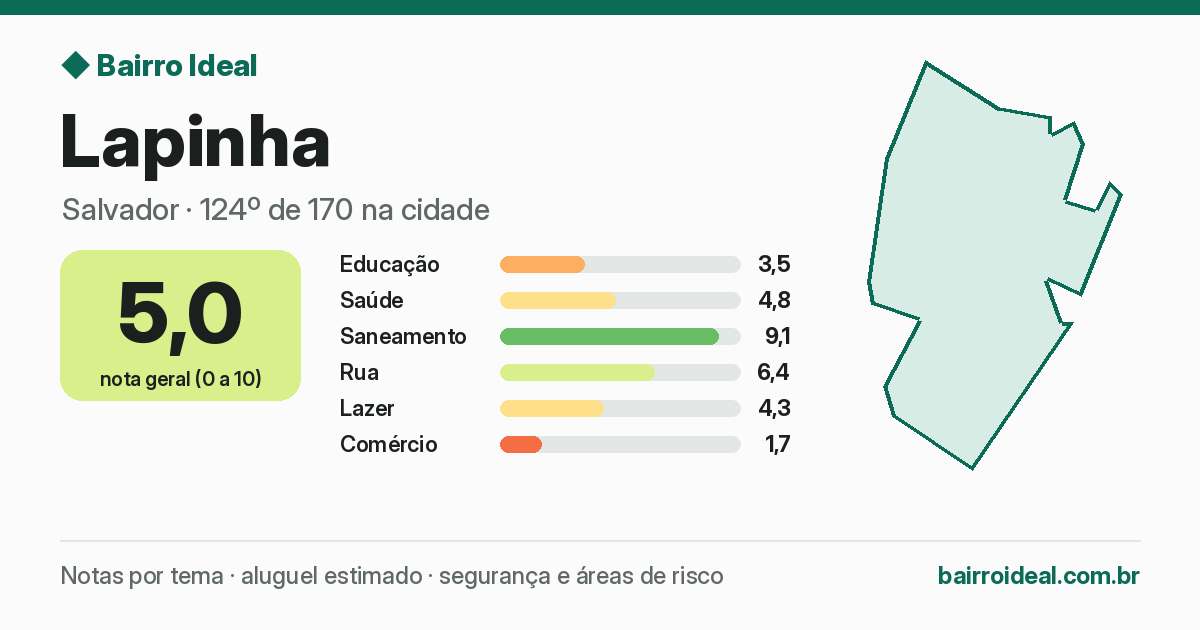 Bairro Ideal
Lapinha
Salvador · 124º de 170 na cidade
5,0
nota geral (0 a 10)
Educação 3,5
Saúde 4,8
Saneamento 9,1
Rua 6,4
Lazer 4,3
Comércio 1,7
Notas por tema · aluguel estimado · segurança e áreas de risco
bairroideal.com.br